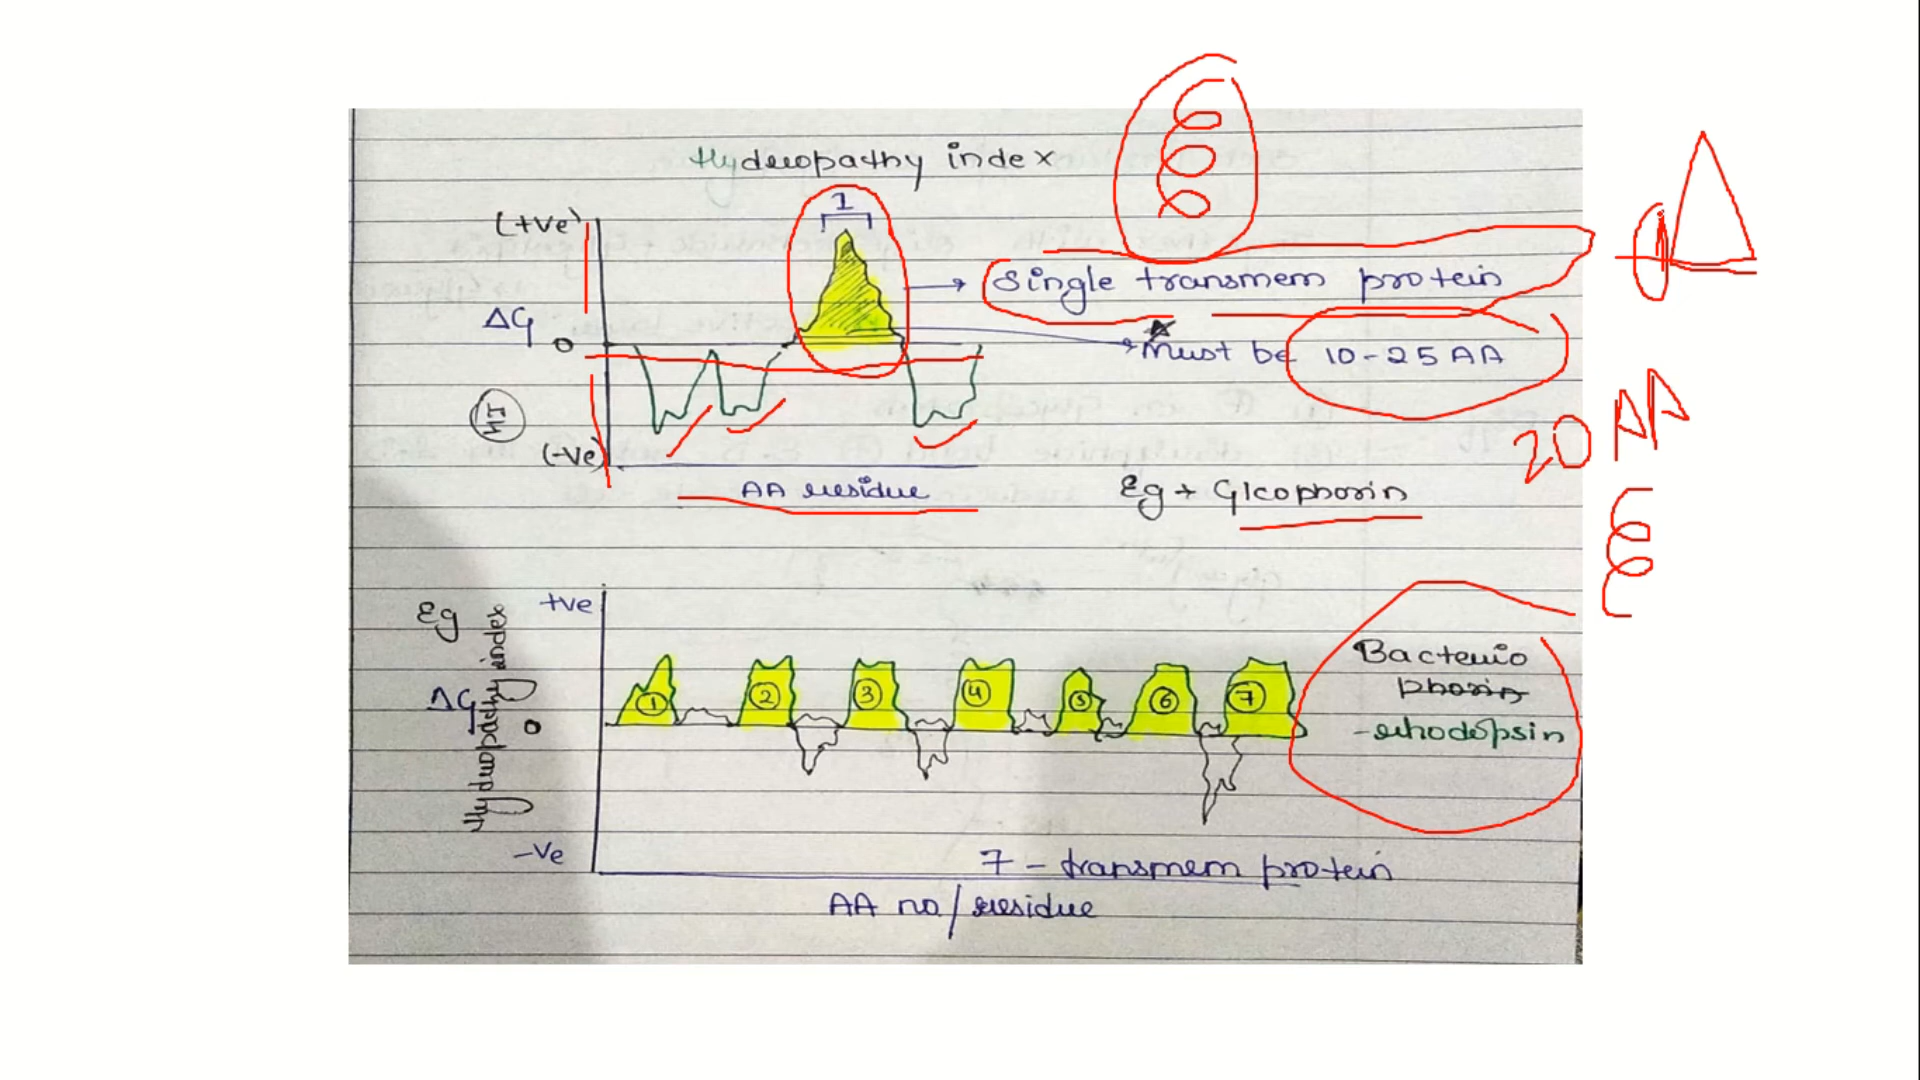 Hydropathy index
1
(+ve)
Single transmem protein
ΔG
0
Must be 10-25 AA
HI
(-ve)
20 AA
AA residue
Eg → Glcophorin
Eg
+ve
Hydropathy index
ΔG
0
1 2 3 4 5 6 7
Bacterio
phorin
-rhodopsin
-ve
7 - transmem protein
AA no/residue